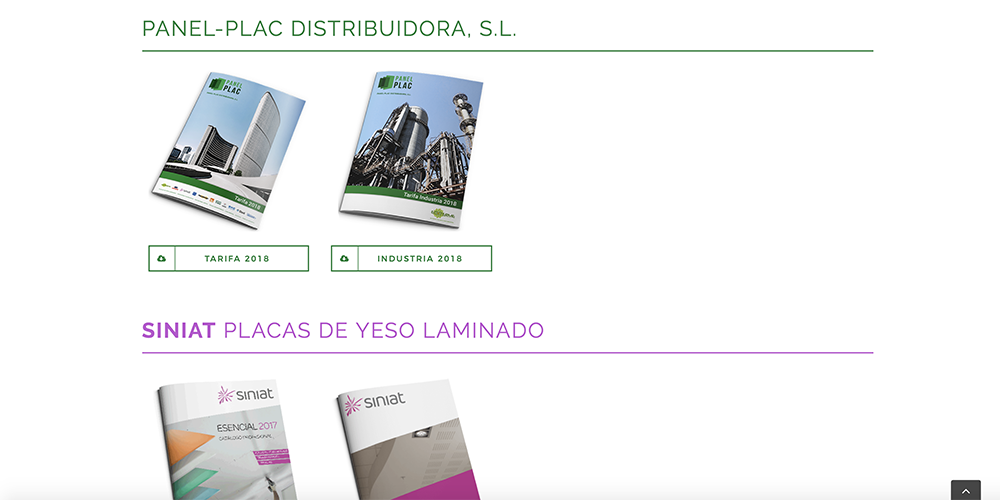 PANEL-PLAC DISTRIBUIDORA, S.L.
PANEL
PLAC
PANEL
PLAC
Tarifa 2018
Tarifa Industria 2018
TARIFA 2018
INDUSTRIA 2018
SINIAT PLACAS DE YESO LAMINADO
siniat
siniat
ESENCIAL 2017